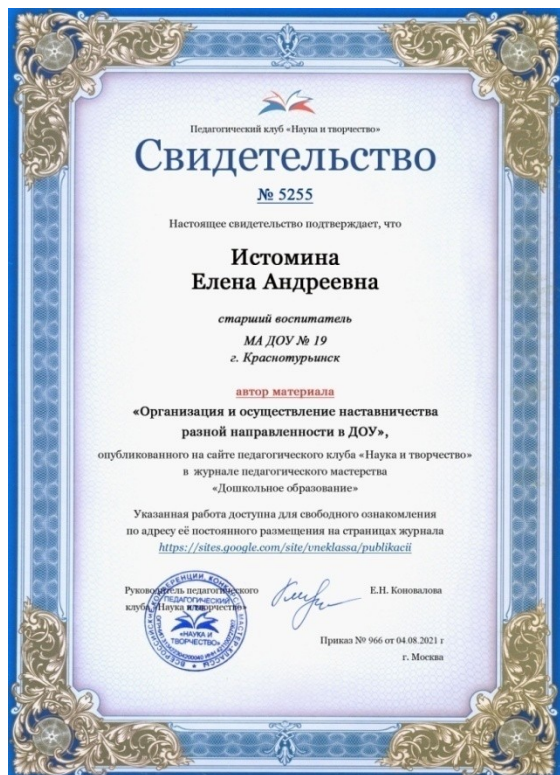 Педагогический клуб «Наука и творчество»
Свидетельство
№ 5255
Настоящее свидетельство подтверждает, что
Истомина
Елена Андреевна
старший воспитатель
МА ДОУ № 19
г. Краснотурьинск
автор материала
«Организация и осуществление наставничества
разной направленности в ДОУ»,
опубликованного на сайте педагогического клуба «Наука и творчество»
в журнале педагогического мастерства
«Дошкольное образование»
Указанная работа доступна для свободного ознакомления
по адресу её постоянного размещения на страницах журнала
https://sites.google.com/site/vneklassa/publikacii
Руководитель педагогического
клуба «Наука и творчество»
Е.Н. Коновалова
ПЕДАГОГИЧЕСКИЙ
КЛУБ
«НАУКА И
ТВОРЧЕСТВО»
Приказ № 966 от 04.08.2021 г
г. Москва